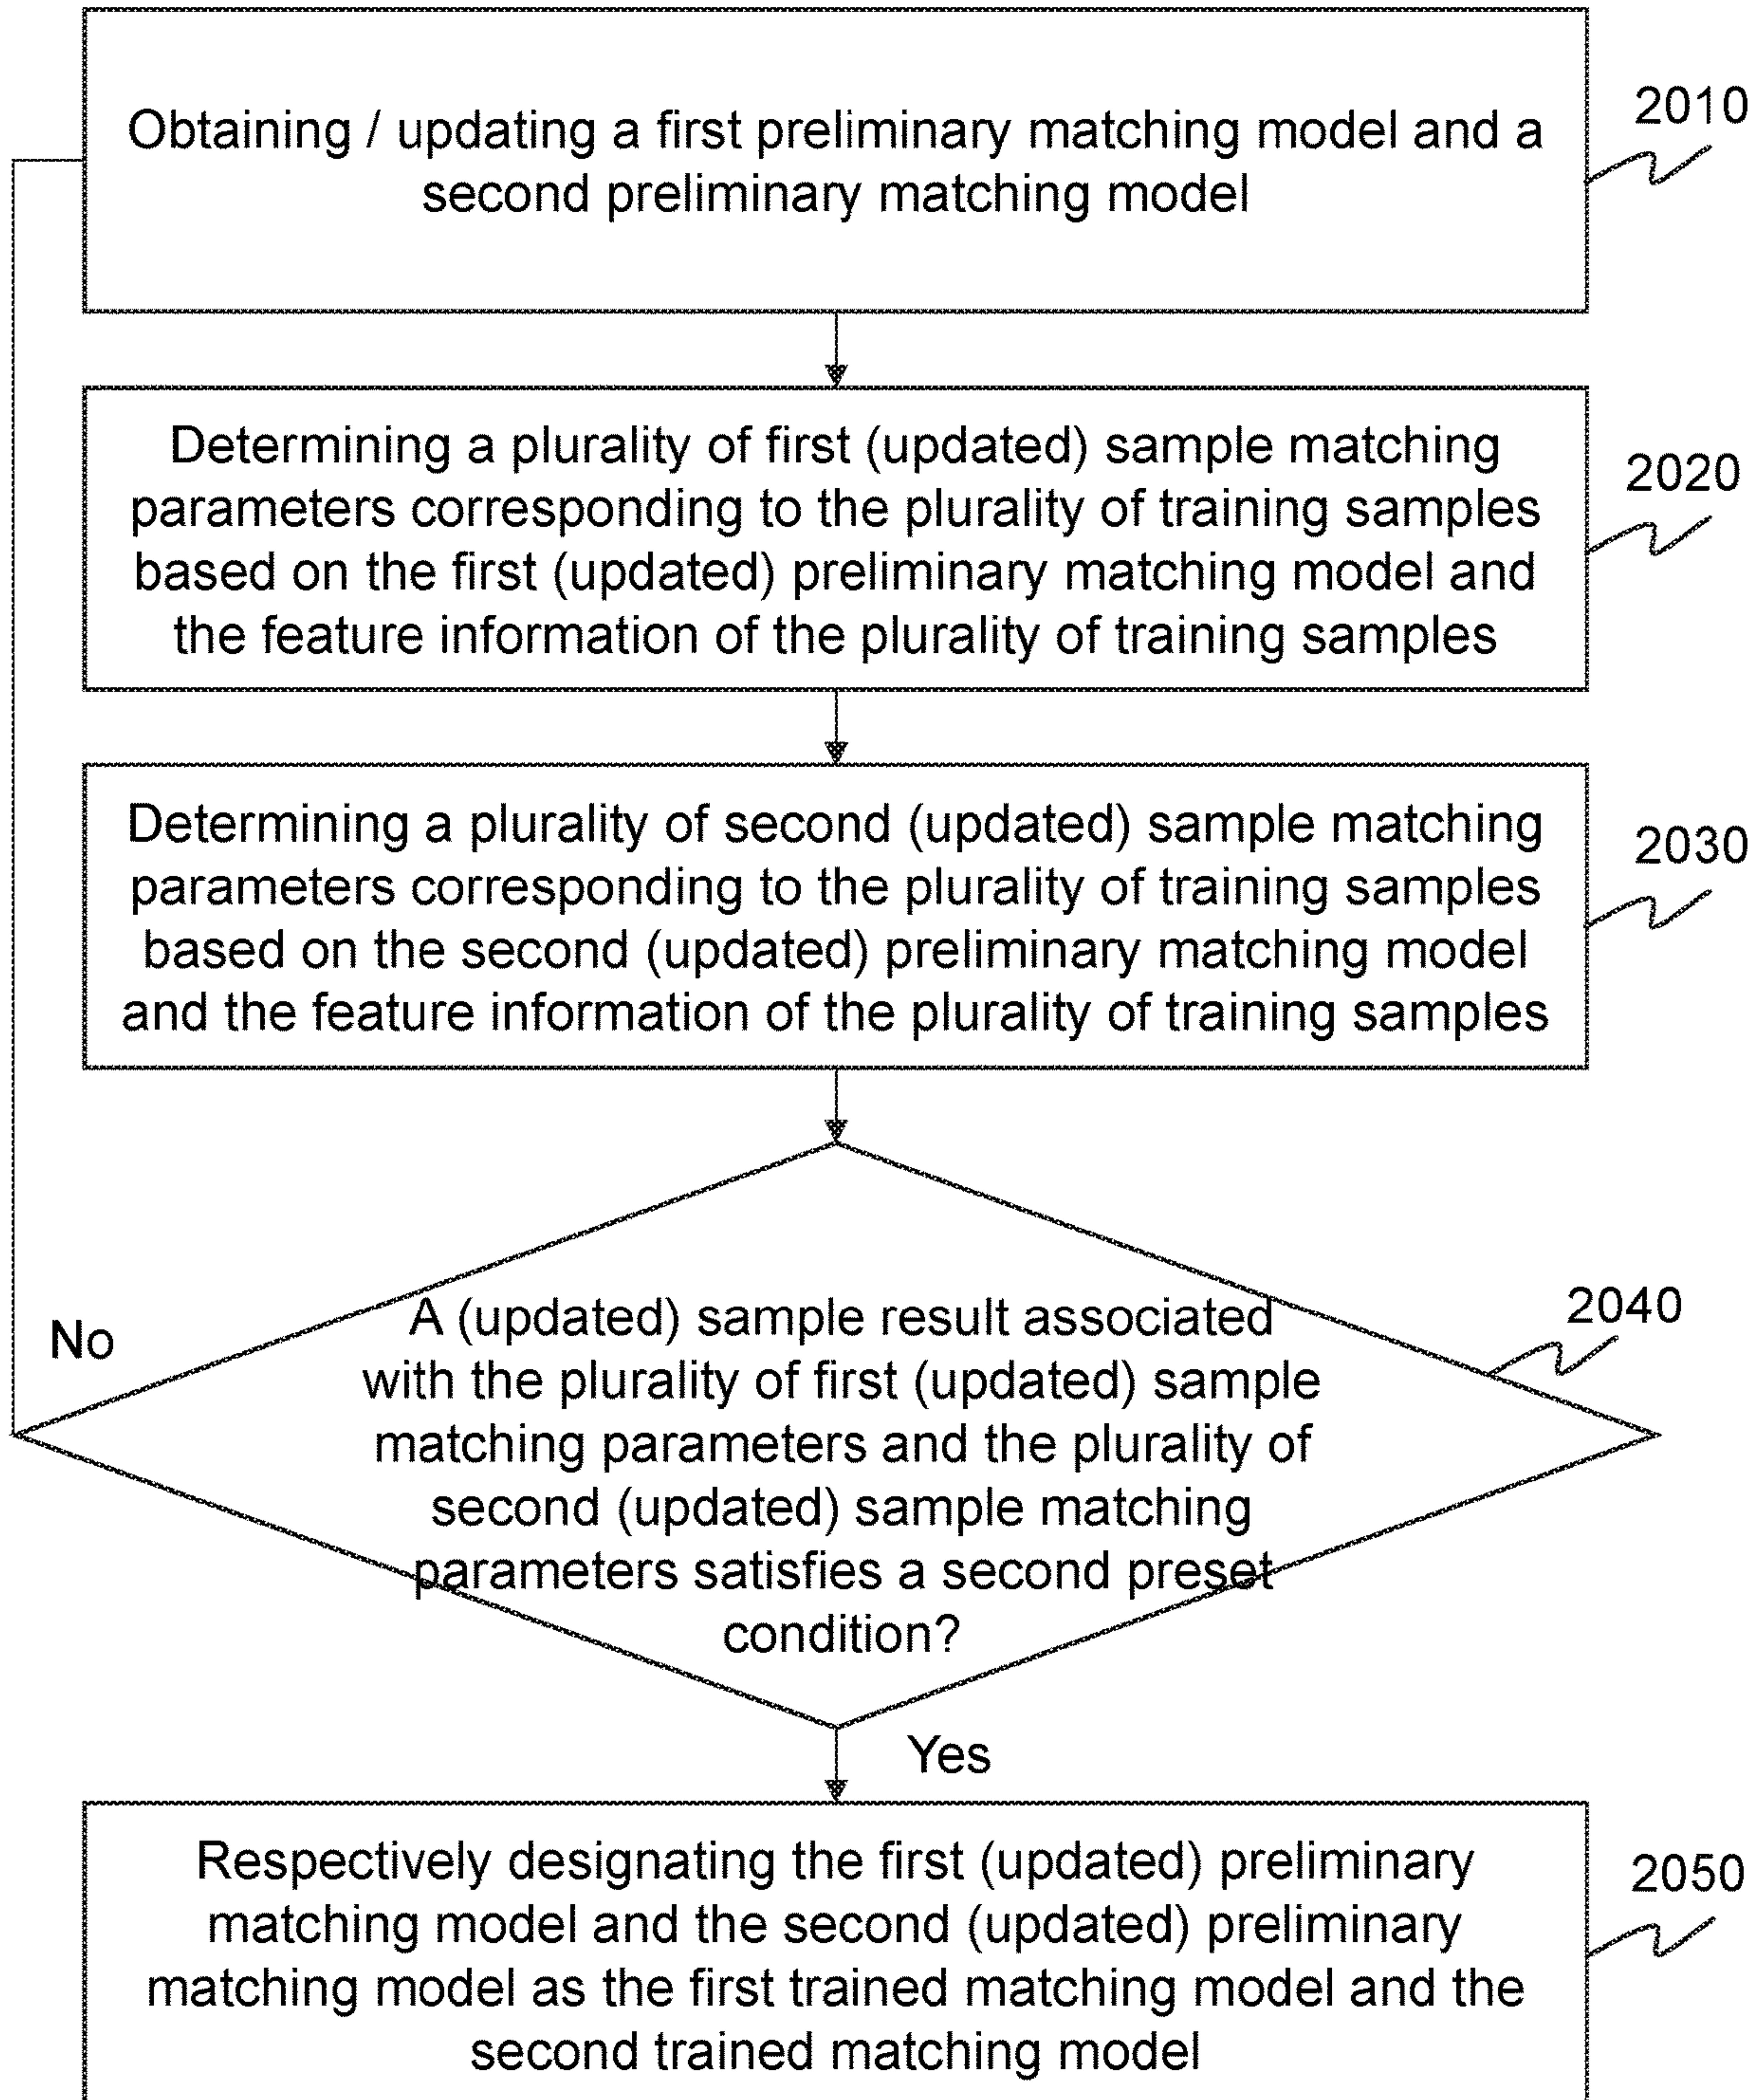 Obtaining / updating a first preliminary matching model and a
second preliminary matching model
2010
Determining a plurality of first (updated) sample matching
parameters corresponding to the plurality of training samples
based on the first (updated) preliminary matching model and
the feature information of the plurality of training samples
2020
Determining a plurality of second (updated) sample matching
parameters corresponding to the plurality of training samples
based on the second (updated) preliminary matching model
and the feature information of the plurality of training samples
2030
A (updated) sample result associated
with the plurality of first (updated) sample
matching parameters and the plurality of
second (updated) sample matching
parameters satisfies a second preset
condition?
2040
No
Yes
Respectively designating the first (updated) preliminary
matching model and the second (updated) preliminary
matching model as the first trained matching model and the
second trained matching model
2050